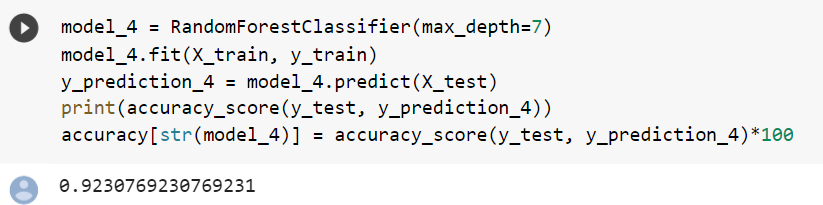 model_4 = RandomForestClassifier(max_depth=7)
model_4.fit(X_train, y_train)
y_prediction_4 = model_4.predict(X_test)
print(accuracy_score(y_test, y_prediction_4))
accuracy[str(model_4)] = accuracy_score(y_test, y_prediction_4)*100
0.9230769230769231